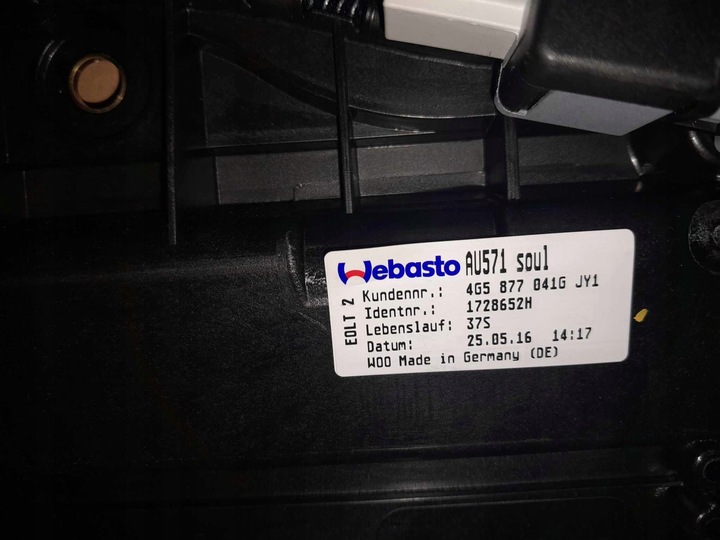 Webasto AU571 soul
Kundennr.: 4G5 877 041G JY1
Identnr.: 1728652H
Lebenslauf: 37S
Datum: 25.05.16 14:17
WOO Made in Germany (DE)
EOLT 2